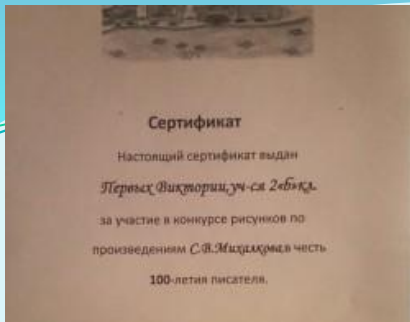 Сертификат
Настоящий сертификат выдан
Первых Виктории,уч-ся 2«б»кл.
за участие в конкурсе рисунков по
произведениям С.В.Михалкова,в честь
100-летия писателя.